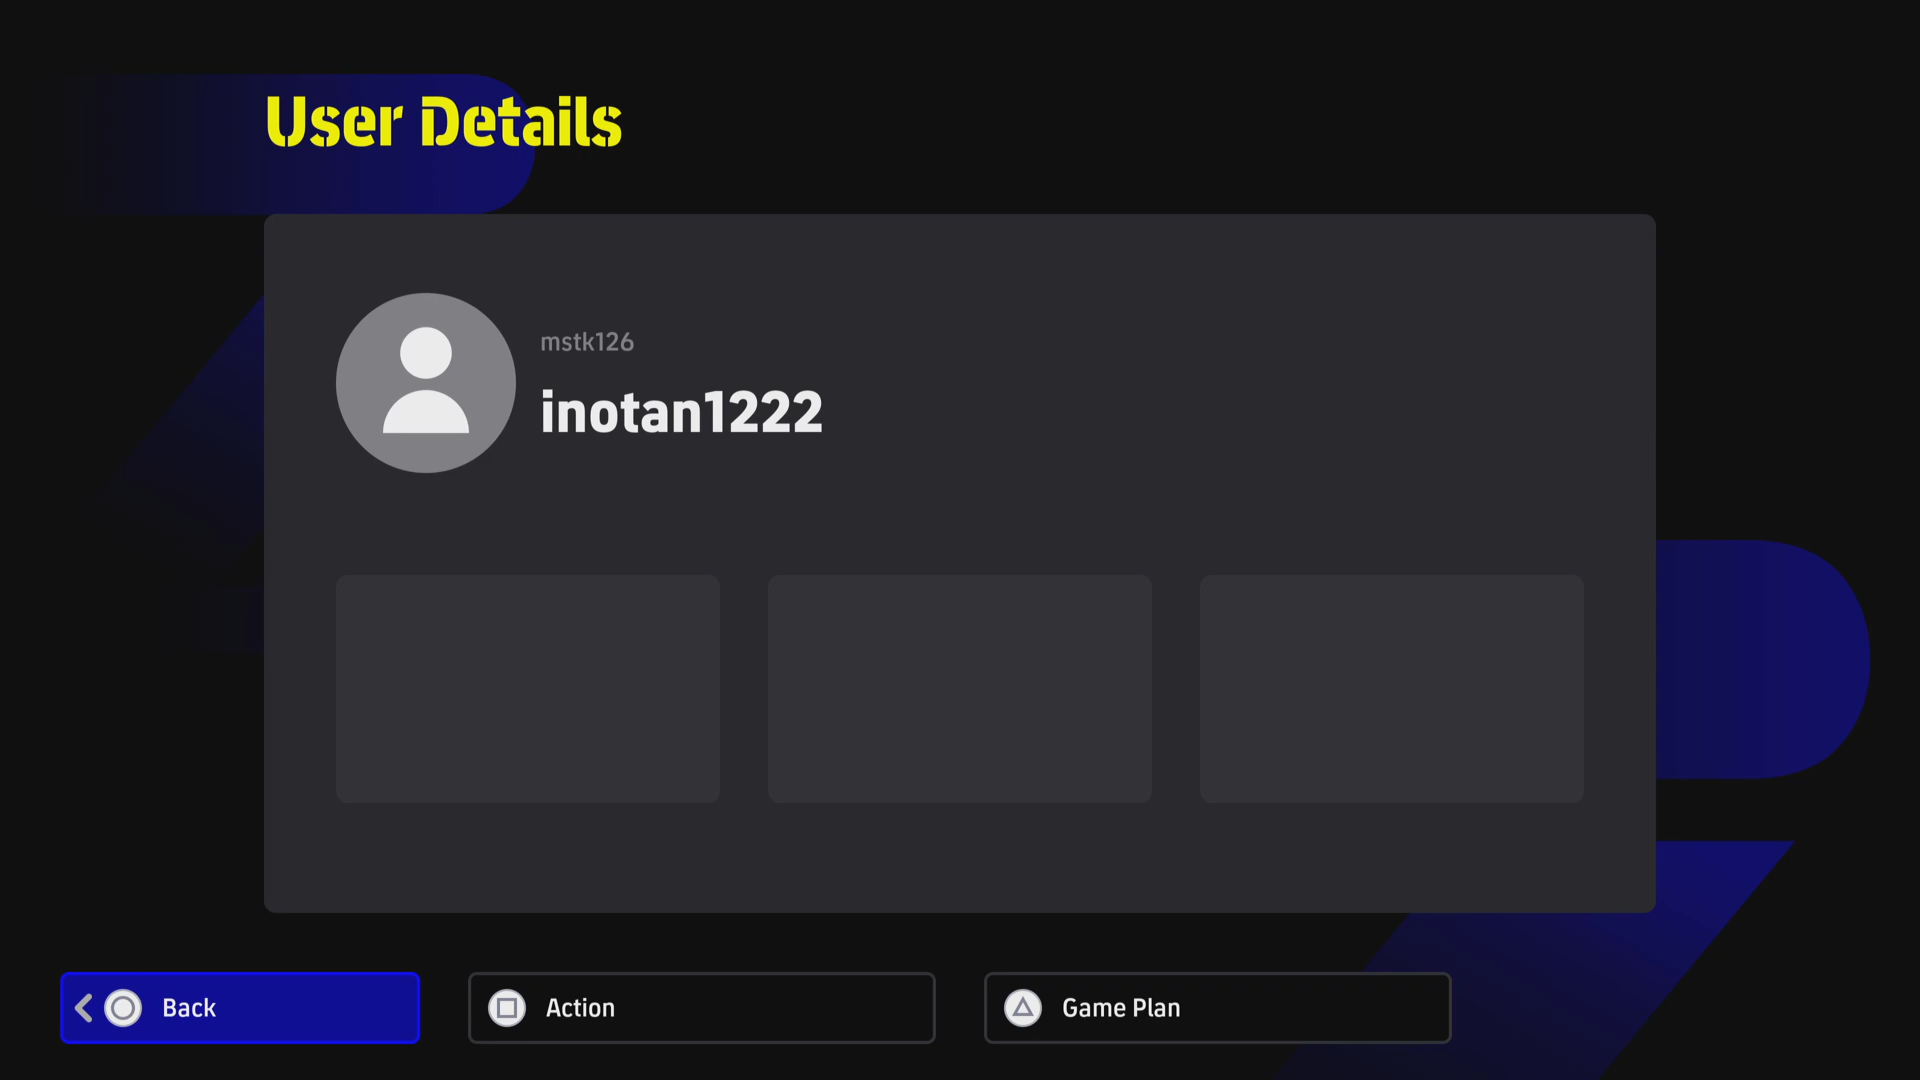 User Details
mstk126
inotan1222
Back
Action
Game Plan